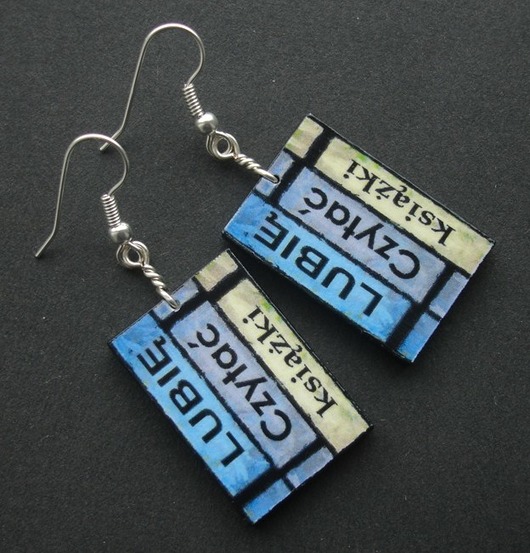 LUBIĘ
Czytać
książki
LUBIĘ
Czytać
książki